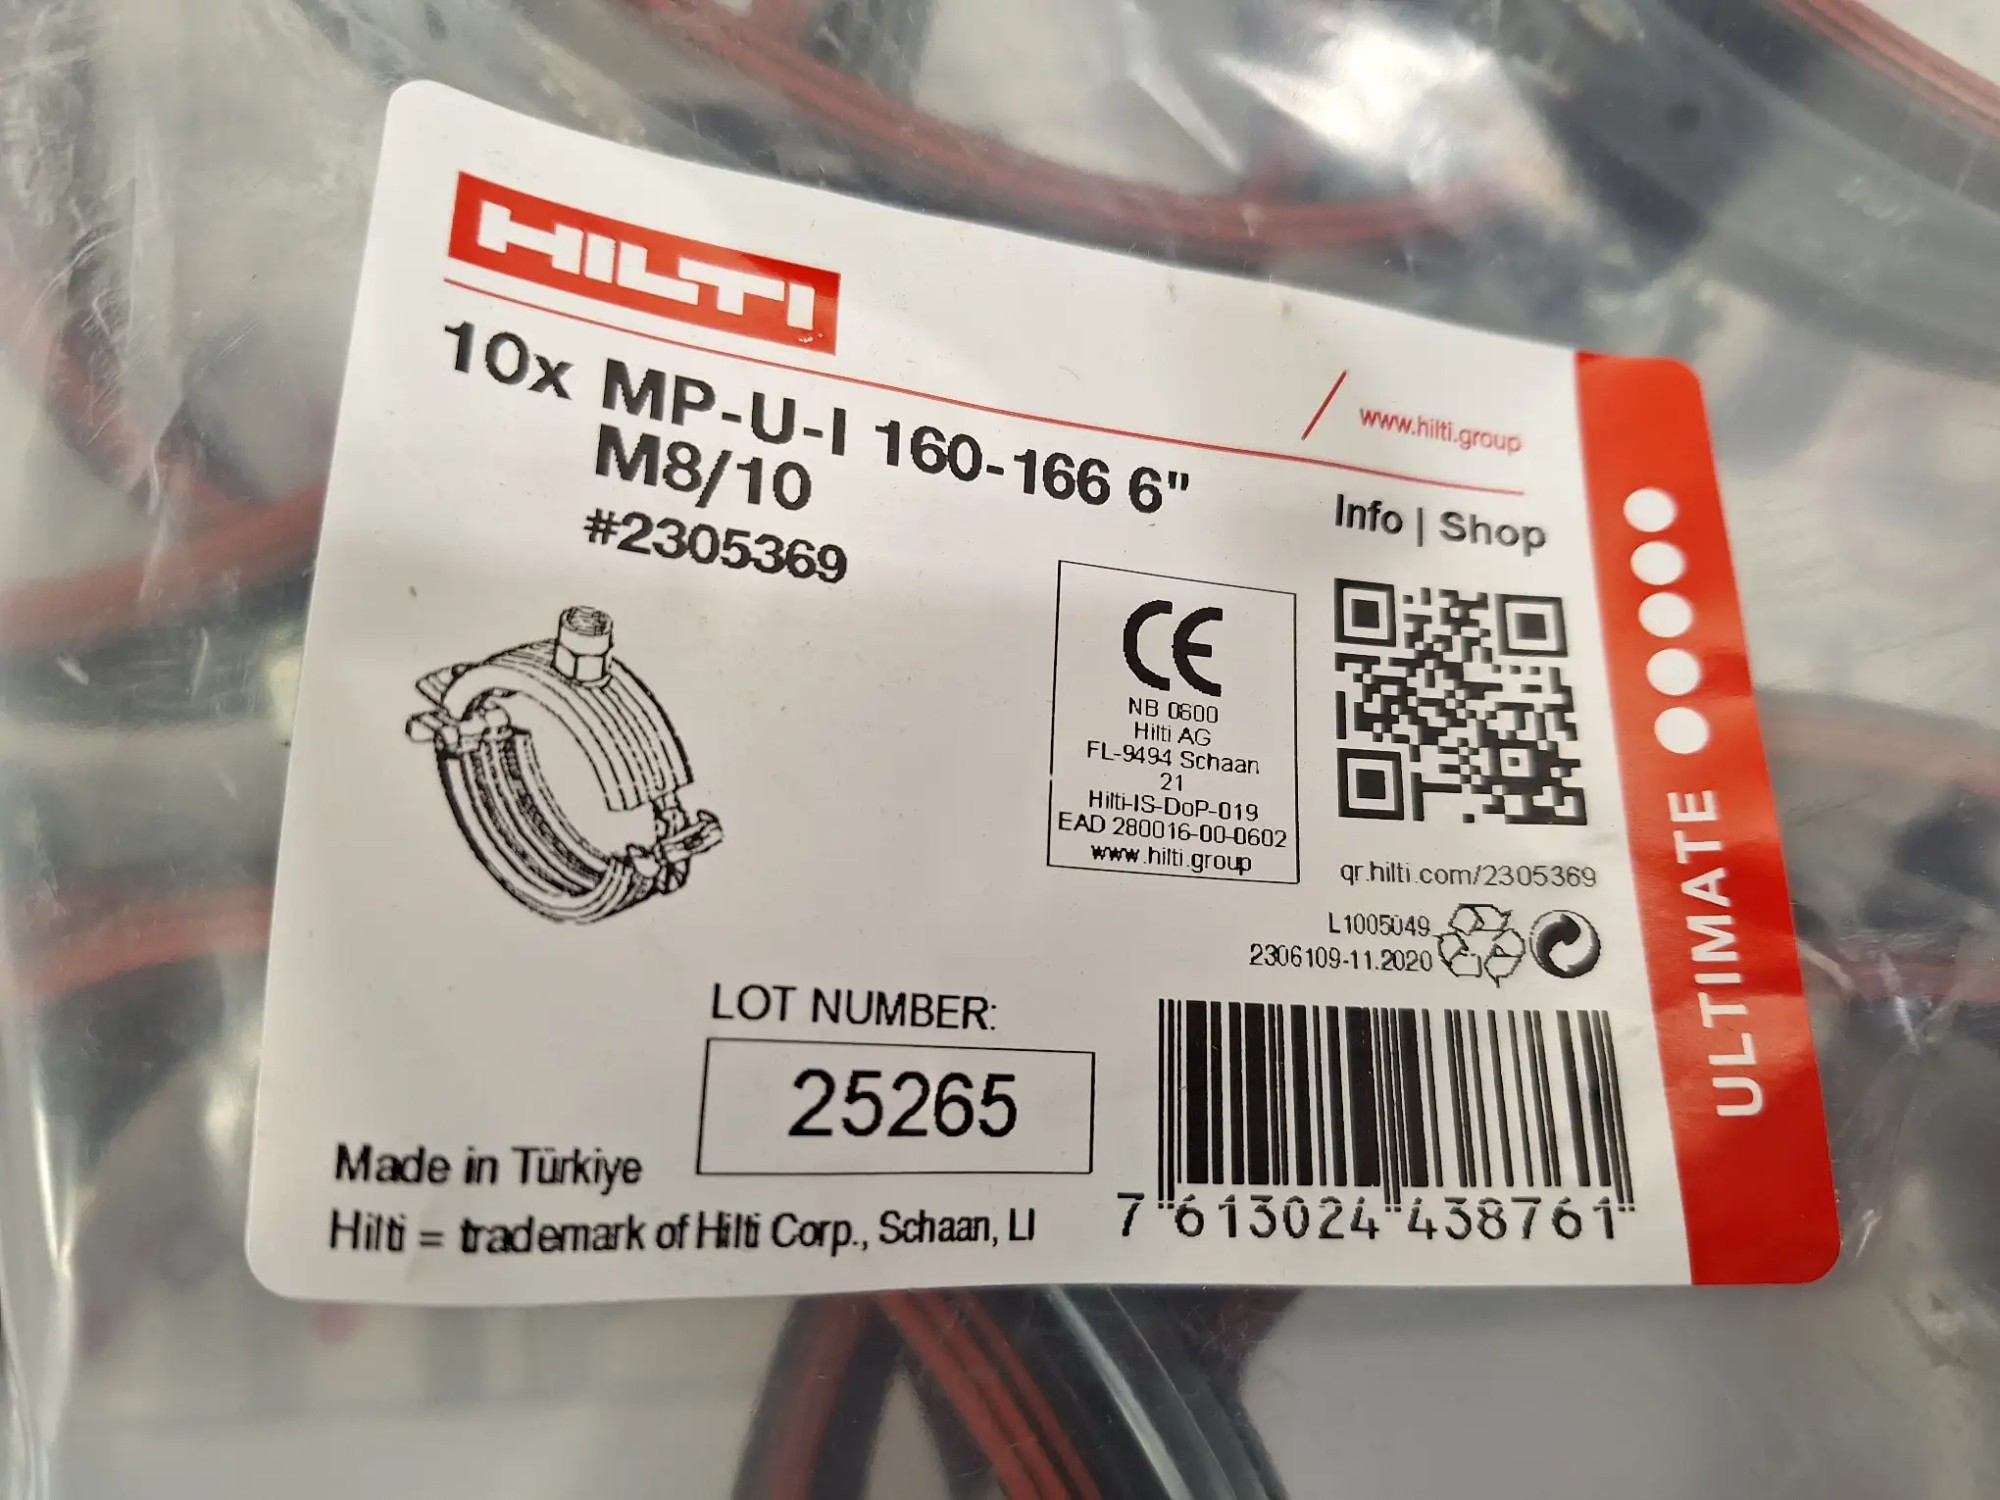 HILTI
www.hilti.group
10x MP-U-I 160-166 6"
M8/10
#2305369
Info | Shop
CE
NB 0600
Hilti AG
FL-9494 Schaan
21
Hilti-IS-DoP-019
EAD 280016-00-0602
www.hilti.group
qr.hilti.com/2305369
L1005049
2306109-11.2020
ULTIMATE
LOT NUMBER:
25265
Made in Türkiye
Hilti = trademark of Hilti Corp., Schaan, LI
7 613024 438761